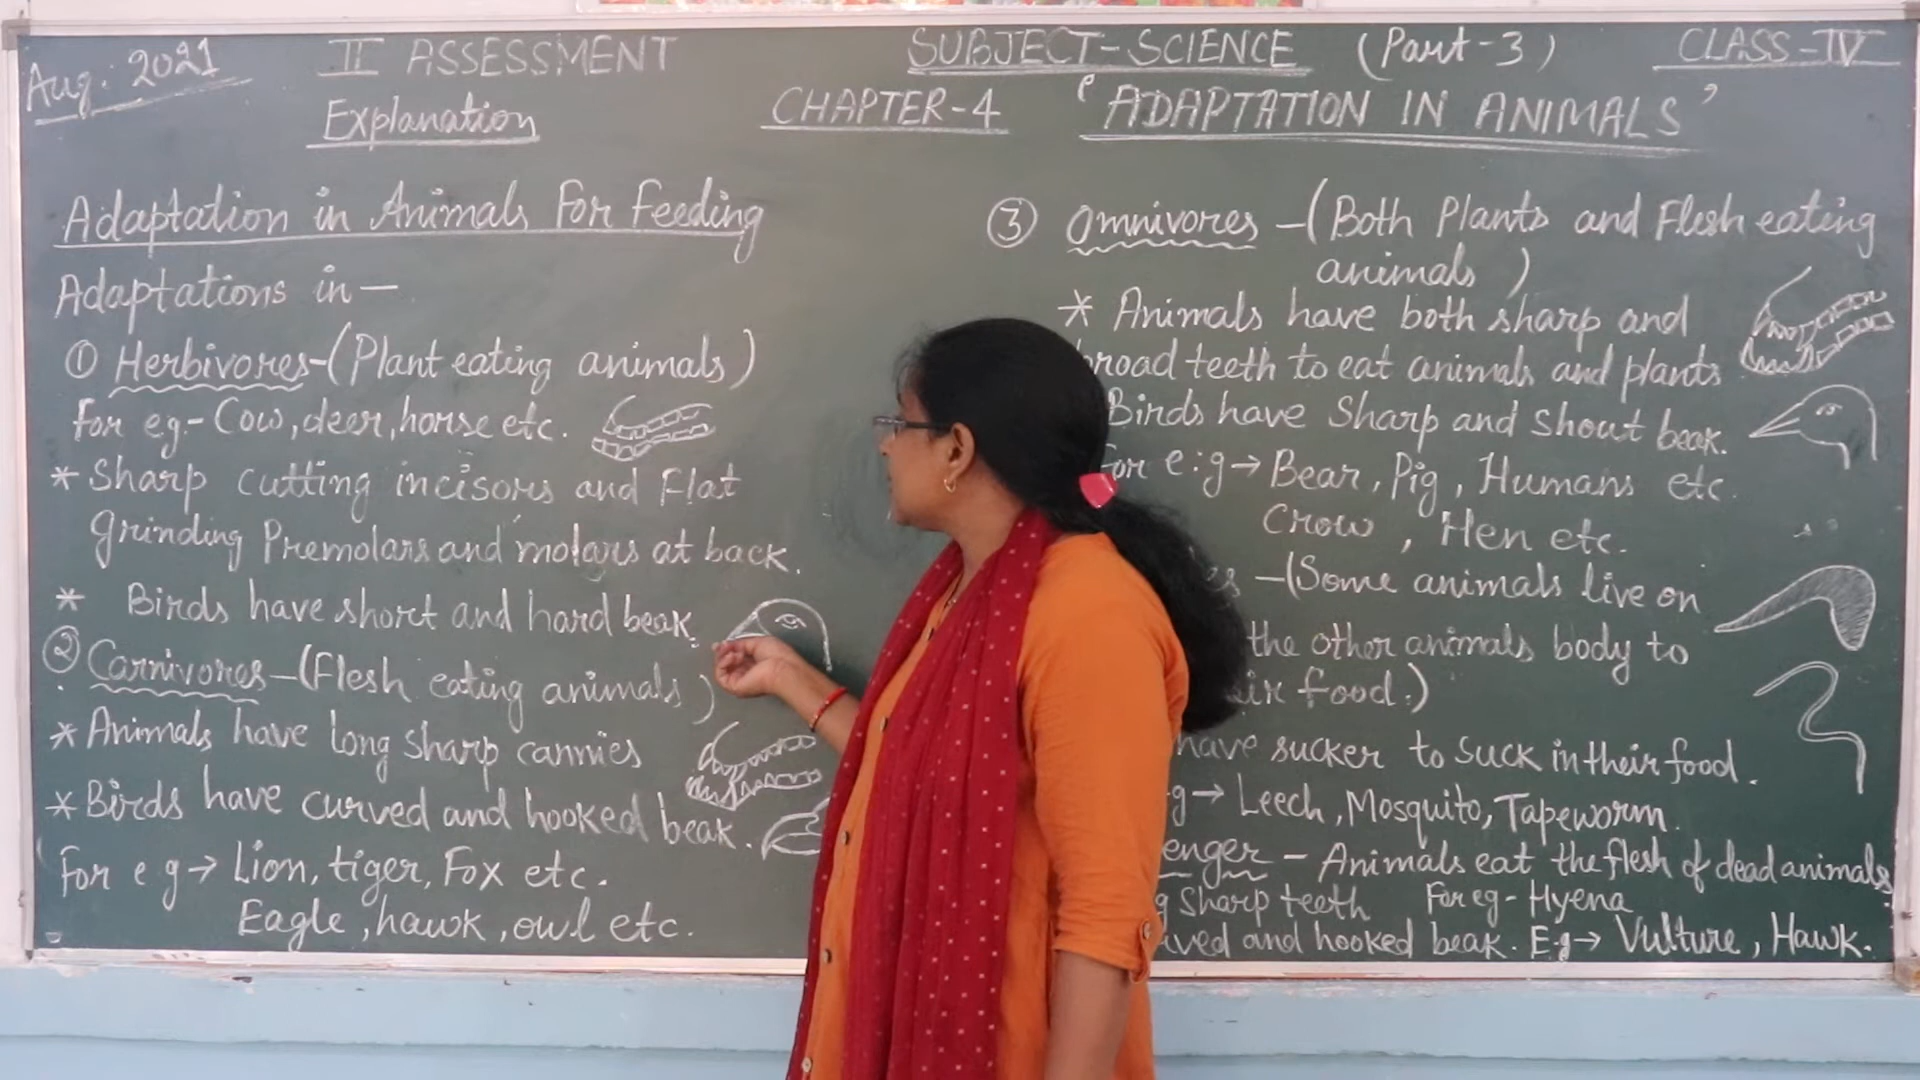 Aug. 2021
II ASSESSMENT
SUBJECT-SCIENCE (Part-3)
CLASS-IV
Explanation
CHAPTER-4 'ADAPTATION IN ANIMALS'
Adaptation in Animals For Feeding
Adaptations in—
① Herbivores-(Plant eating animals)
For e.g.- Cow, deer, horse etc.
* Sharp cutting incisors and Flat
grinding Premolars and molars at back.
* Birds have short and hard beak.
② Carnivores-(Flesh eating animals)
* Animals have long sharp cannies
* Birds have curved and hooked beak.
For e g→ Lion, tiger, Fox etc.
Eagle, hawk, owl etc.
③ Omnivores -(Both Plants and Flesh eating
animals)
* Animals have both sharp and
road teeth to eat animals and plants
Birds have Sharp and Shout beak.
For e:g→ Bear, Pig, Humans etc.
Crow, Hen etc.
-(Some animals live on
the other animals body to
food.)
have sucker to suck in their food.
g→ Leech, Mosquito, Tapeworm.
enger - Animals eat the flesh of dead animals
g Sharp teeth For eg- Hyena
ved and hooked beak. E.g→ Vulture, Hawk.